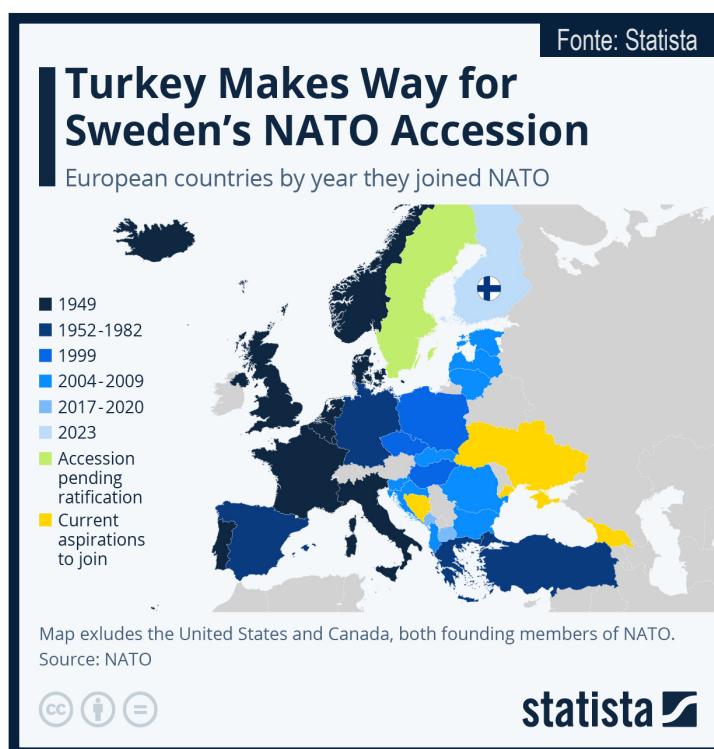 Fonte: Statista
Turkey Makes Way for
Sweden's NATO Accession
European countries by year they joined NATO
1949
1952-1982
1999
2004-2009
2017-2020
2023
Accession
pending
ratification
Current
aspirations
to join
Map exludes the United States and Canada, both founding members of NATO.
Source: NATO
cc
statista